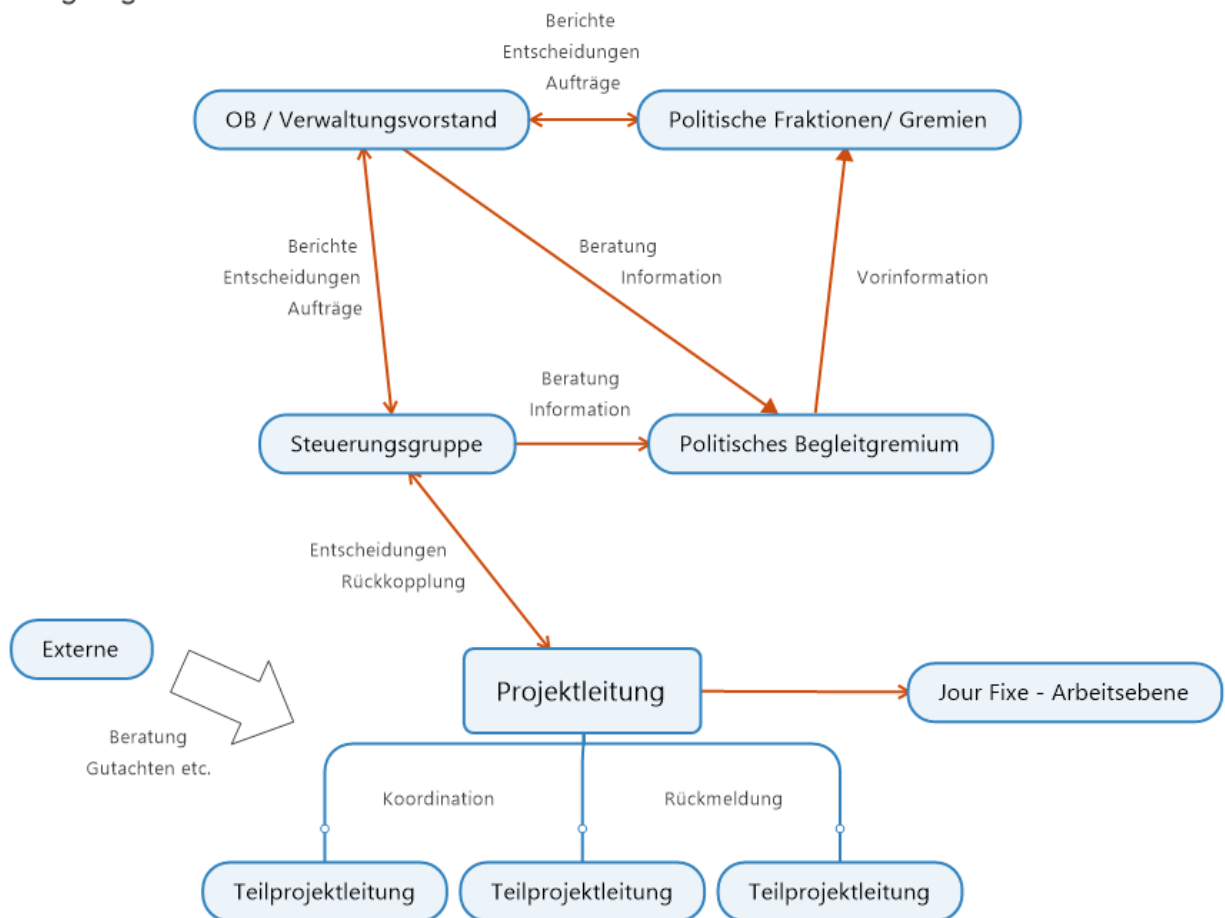 Berichte
Entscheidungen
Aufträge
OB / Verwaltungsvorstand
Politische Fraktionen/ Gremien
Berichte
Entscheidungen
Aufträge
Beratung
Information
Vorinformation
Beratung
Information
Steuerungsgruppe
Politisches Begleitgremium
Entscheidungen
Rückkopplung
Externe
Projektleitung
Jour Fixe - Arbeitsebene
Beratung
Gutachten etc.
Koordination
Rückmeldung
Teilprojektleitung
Teilprojektleitung
Teilprojektleitung